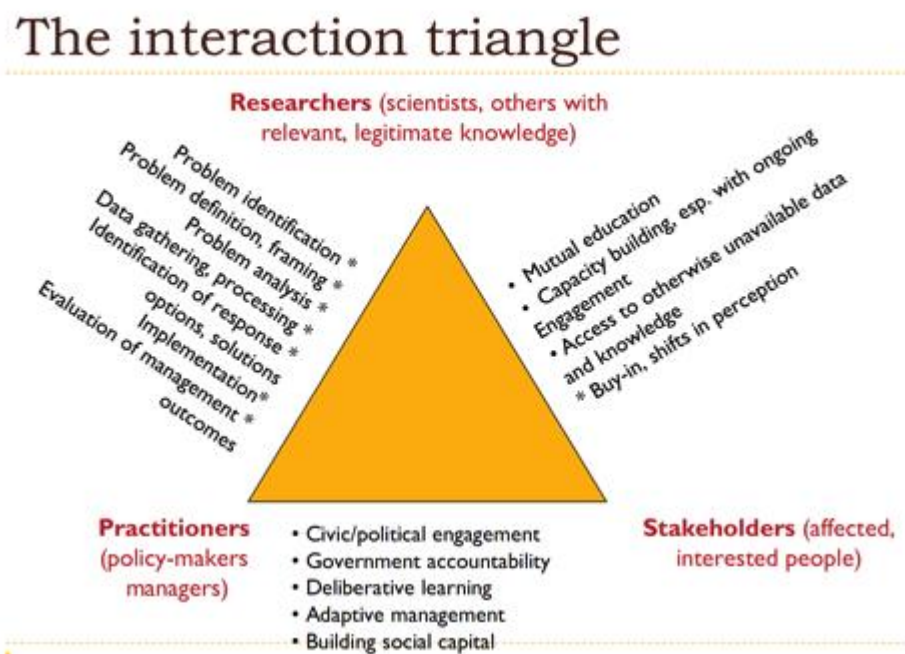 The interaction triangle
Researchers (scientists, others with
relevant, legitimate knowledge)
Problem identification *
Problem definition, framing *
Problem analysis *
Data gathering, processing *
Identification of response *
options, solutions
Implementation*
Evaluation of management *
outcomes
• Mutual education
• Capacity building, esp. with ongoing
Engagement
• Access to otherwise unavailable data
and knowledge
* Buy-in, shifts in perception
Practitioners
(policy-makers
managers)
• Civic/political engagement
• Government accountability
• Deliberative learning
• Adaptive management
• Building social capital
Stakeholders (affected,
interested people)